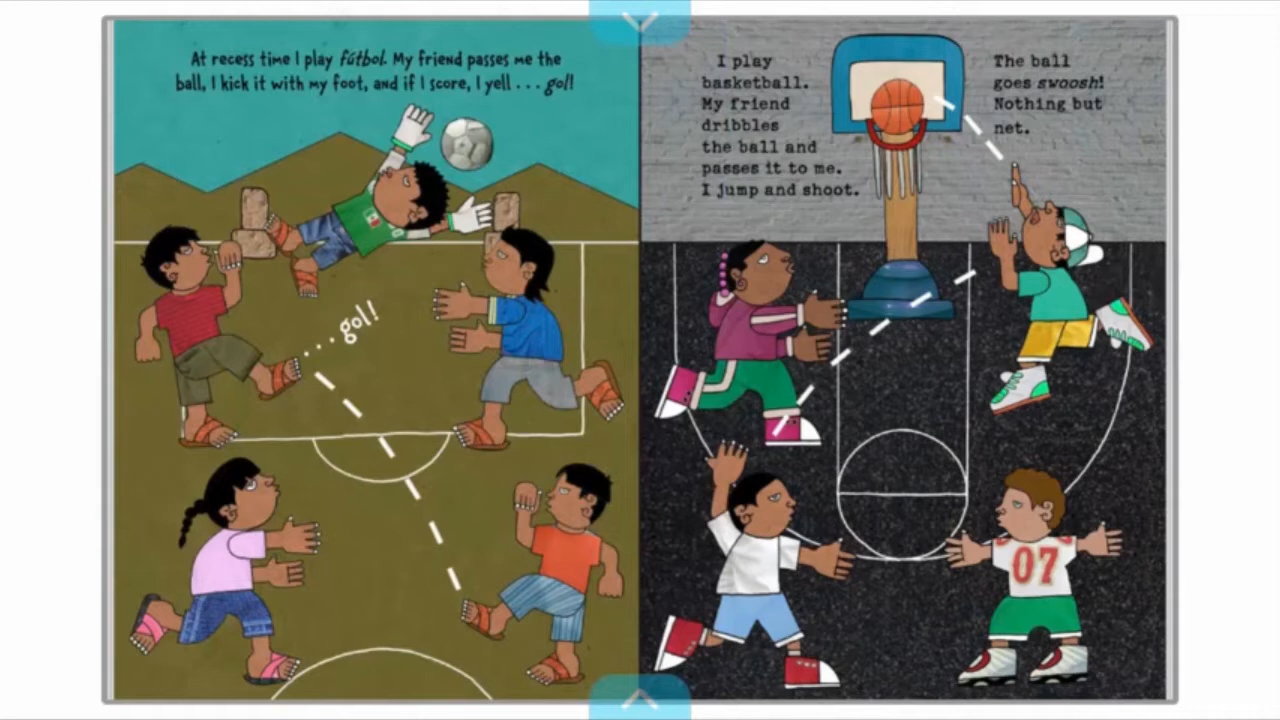 At recess time I play fútbol. My friend passes me the
ball, I kick it with my foot, and if I score, I yell . . . gol!
. . . gol!
I play
basketball.
My friend
dribbles
the ball and
passes it to me.
I jump and shoot.
The ball
goes swoosh!
Nothing but
net.
07